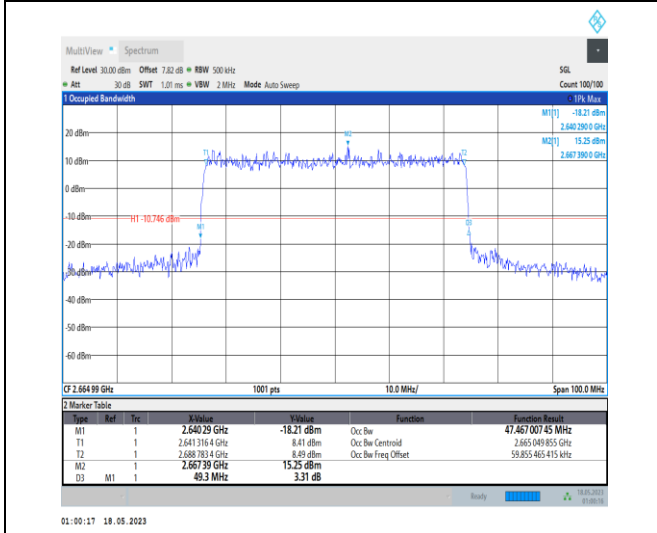 MultiView Spectrum
Ref Level 30.00 dBm Offset 7.82 dB RBW 500 kHz SGL
Att 30 dB SWT 1.01 ms VBW 2 MHz Mode Auto Sweep Count 100/100
1 Occupied Bandwidth 1Pk Max
M1[1] -18.21 dBm
2.640 290 0 GHz
M2[1] 15.25 dBm
2.667 390 0 GHz
20 dBm
M2
T1 T2
10 dBm
0 dBm
-10 dBm
H1 -10.746 dBm
M1 D3
-20 dBm
-30 dBm
-40 dBm
-50 dBm
-60 dBm
CF 2.664 99 GHz 1001 pts 10.0 MHz/ Span 100.0 MHz
2 Marker Table
Type Ref Trc X-Value Y-Value Function Function Result
M1 1 2.640 29 GHz -18.21 dBm Occ Bw 47.467 007 45 MHz
T1 1 2.641 316 4 GHz 8.41 dBm Occ Bw Centroid 2.665 049 855 GHz
T2 1 2.688 783 4 GHz 8.49 dBm Occ Bw Freq Offset 59.855 465 415 kHz
M2 1 2.667 39 GHz 15.25 dBm
D3 M1 1 49.3 MHz 3.31 dB
Ready 18.05.2023
01:00:16
01:00:17 18.05.2023